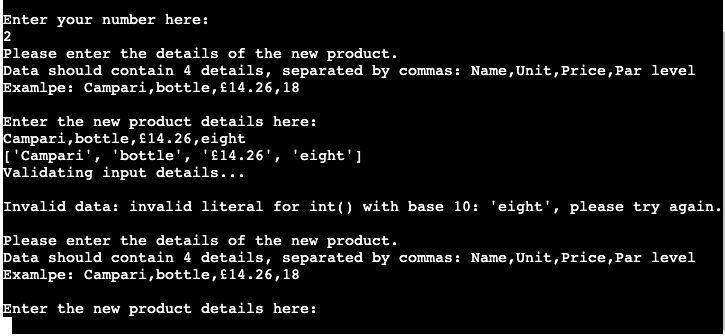 Enter your number here:
2
Please enter the details of the new product.
Data should contain 4 details, separated by commas: Name,Unit,Price,Par level
Examlpe: Campari,bottle,£14.26,18
Enter the new product details here:
Campari,bottle,£14.26,eight
['Campari', 'bottle', '£14.26', 'eight']
Validating input details...
Invalid data: invalid literal for int() with base 10: 'eight', please try again.
Please enter the details of the new product.
Data should contain 4 details, separated by commas: Name,Unit,Price,Par level
Examlpe: Campari,bottle,£14.26,18
Enter the new product details here: